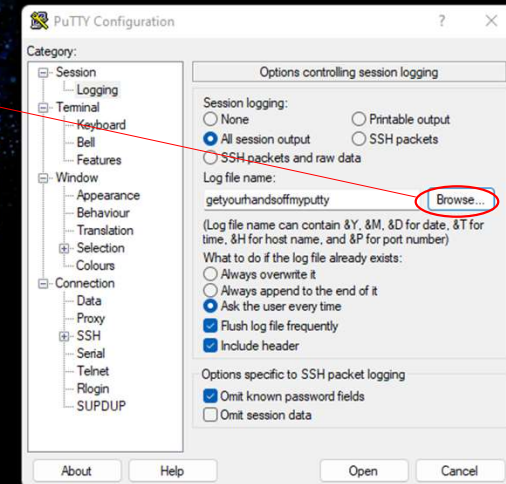 PuTTY Configuration ? X
Category:
Session
Logging
Terminal
Keyboard
Bell
Features
Window
Appearance
Behaviour
Translation
Selection
Colours
Connection
Data
Proxy
SSH
Serial
Telnet
Rlogin
SUPDUP
Options controlling session logging
Session logging:
None
Printable output
All session output
SSH packets
SSH packets and raw data
Log file name:
getyourhandsoffmyputty
Browse...
(Log file name can contain &Y, &M, &D for date, &T for
time, &H for host name, and &P for port number)
What to do if the log file already exists:
Always overwrite it
Always append to the end of it
Ask the user every time
Flush log file frequently
Include header
Options specific to SSH packet logging
Omit known password fields
Omit session data
About
Help
Open
Cancel